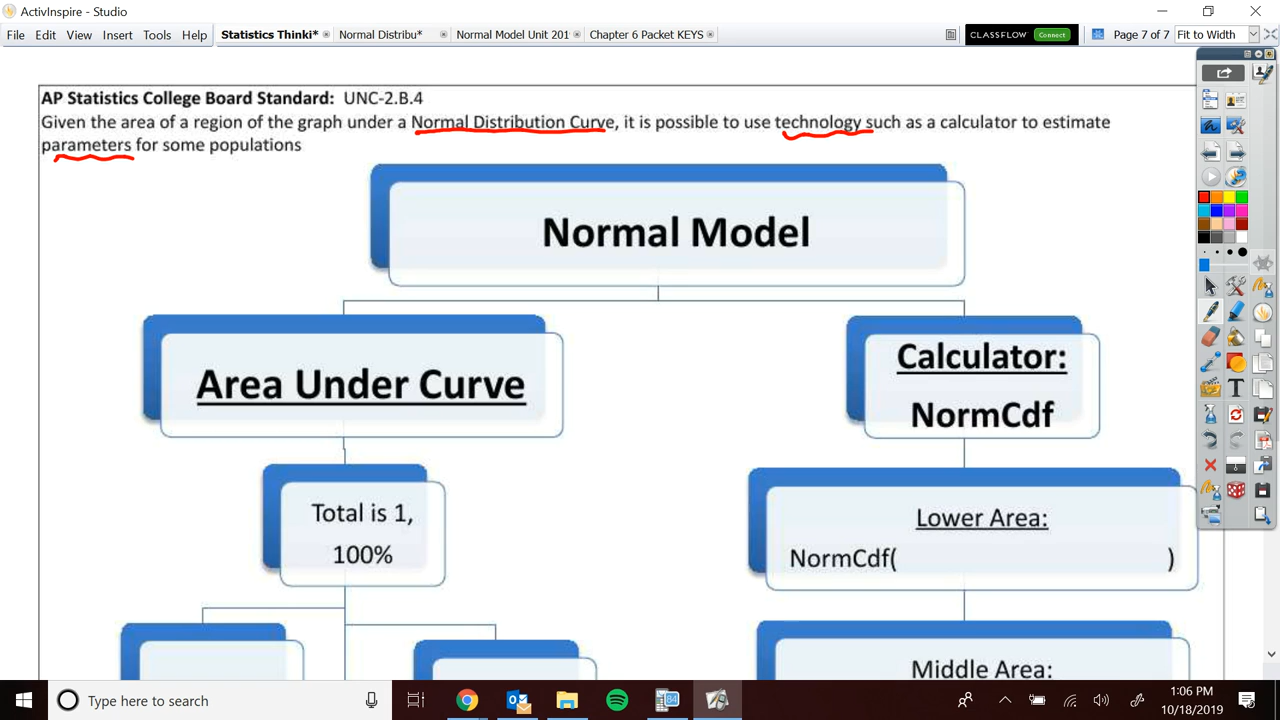 ActivInspire - Studio
File Edit View Insert Tools Help Statistics Thinki* Normal Distribu* Normal Model Unit 201 Chapter 6 Packet KEYS CLASSFLOW Connect Page 7 of 7 Fit to Width
AP Statistics College Board Standard: UNC-2.B.4
Given the area of a region of the graph under a Normal Distribution Curve, it is possible to use technology such as a calculator to estimate
parameters for some populations
Normal Model
Area Under Curve
Calculator:
NormCdf
Total is 1,
100%
Lower Area:
NormCdf( )
Middle Area:
Type here to search
1:06 PM
10/18/2019